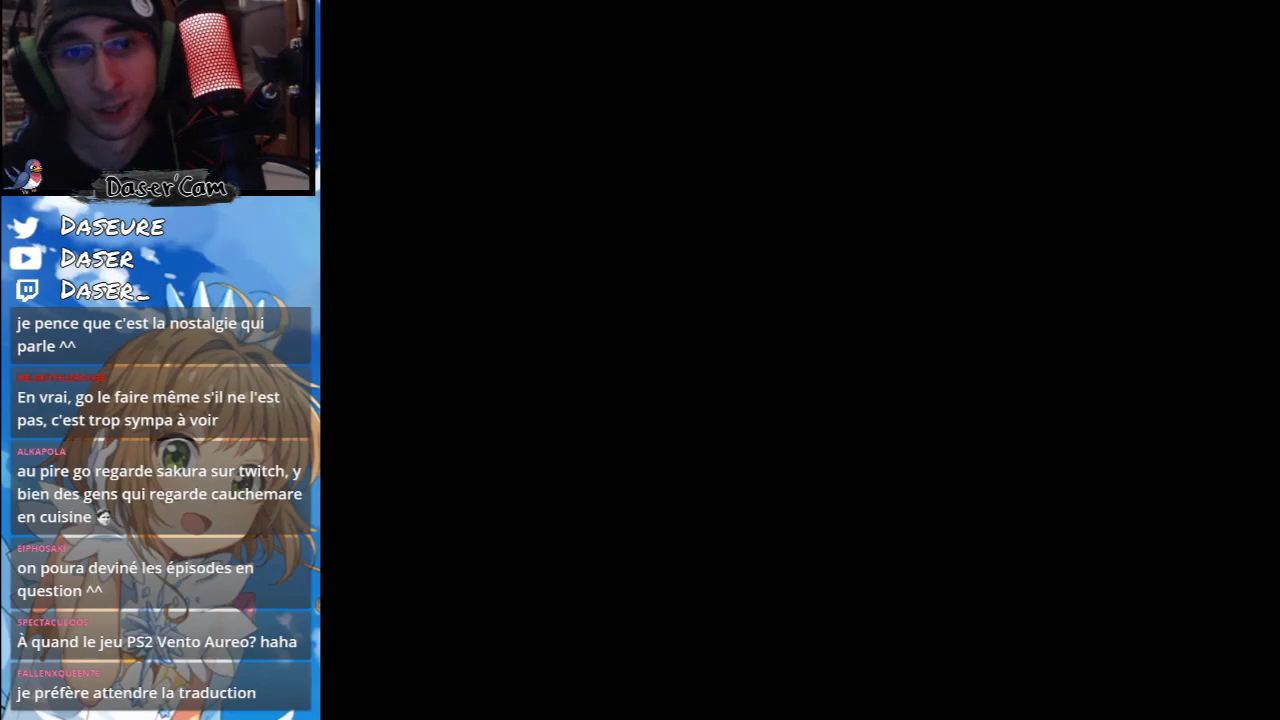 Daser'Cam
Daseure
Daser
Daser_
je pence que c'est la nostalgie qui
parle ^^
En vrai, go le faire même s'il ne l'est
pas, c'est trop sympa à voir
ALKAPOLA
au pire go regarde sakura sur twitch, y
bien des gens qui regarde cauchemare
en cuisine
EIPHOSAKI
on poura deviné les épisodes en
question ^^
SPECTACULOOS
À quand le jeu PS2 Vento Aureo? haha
FALLENXQUEEN76
je préfère attendre la traduction